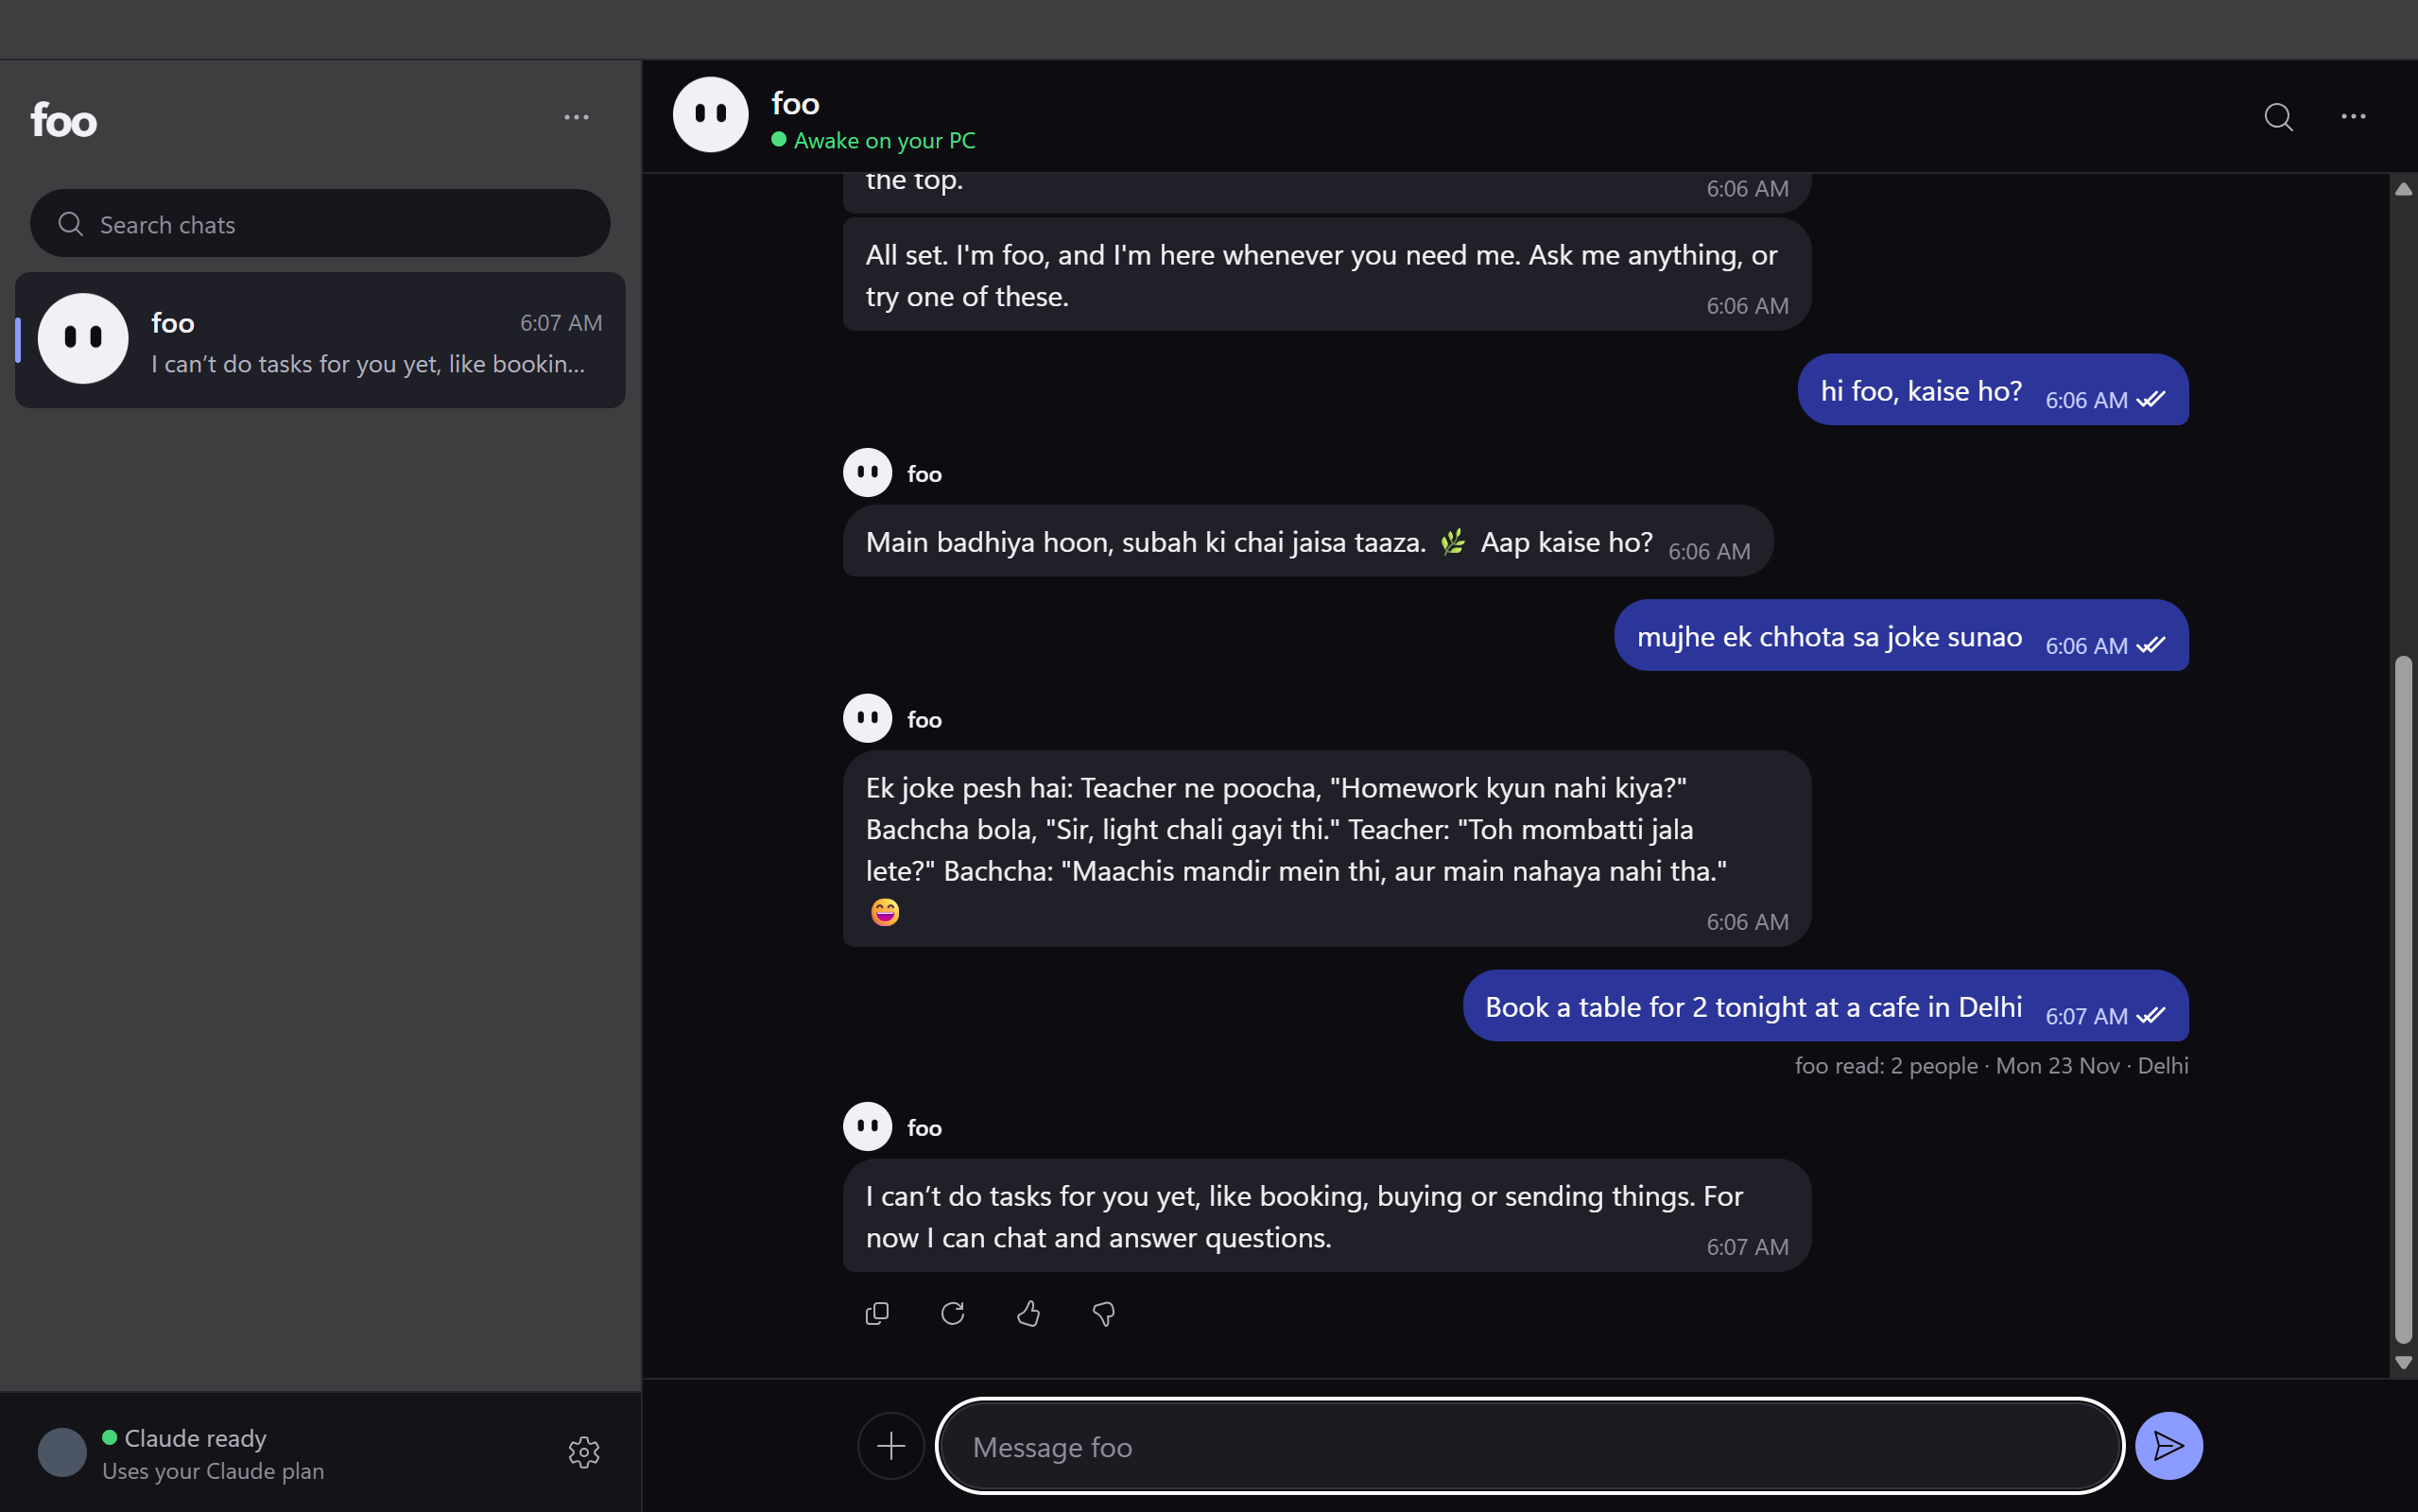 foo
Search chats
foo
6:07 AM
I can’t do tasks for you yet, like bookin...
Claude ready
Uses your Claude plan
foo
Awake on your PC
the top.
6:06 AM
All set. I'm foo, and I'm here whenever you need me. Ask me anything, or
try one of these.
6:06 AM
hi foo, kaise ho? 6:06 AM
foo
Main badhiya hoon, subah ki chai jaisa taaza. 🌿 Aap kaise ho? 6:06 AM
mujhe ek chhota sa joke sunao 6:06 AM
foo
Ek joke pesh hai: Teacher ne poocha, "Homework kyun nahi kiya?"
Bachcha bola, "Sir, light chali gayi thi." Teacher: "Toh mombatti jala
lete?" Bachcha: "Maachis mandir mein thi, aur main nahaya nahi tha."
😄
6:06 AM
Book a table for 2 tonight at a cafe in Delhi 6:07 AM
foo read: 2 people · Mon 23 Nov · Delhi
foo
I can’t do tasks for you yet, like booking, buying or sending things. For
now I can chat and answer questions.
6:07 AM
Message foo